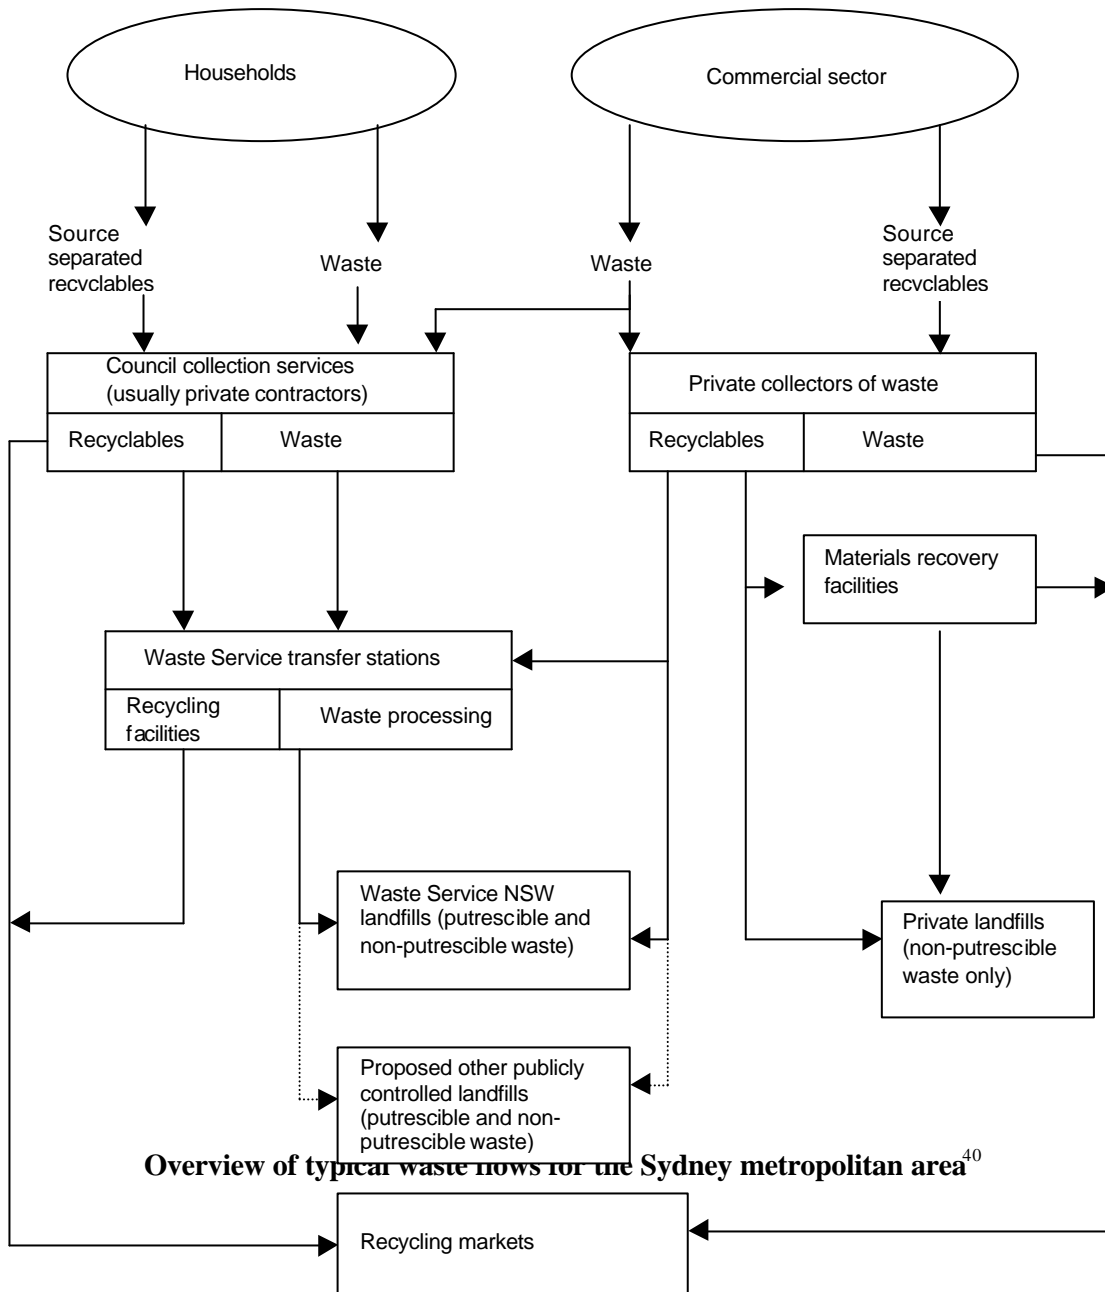 Households
Commercial sector
Source
separated
recyclables
Waste
Waste
Source
separated
recyclables
Council collection services
(usually private contractors)
Recyclables
Waste
Private collectors of waste
Recyclables
Waste
Materials recovery
facilities
Waste Service transfer stations
Recycling
facilities
Waste processing
Waste Service NSW
landfills (putrescible and
non-putrescible waste)
Private landfills
(non-putrescible
waste only)
Proposed other publicly
controlled landfills
(putrescible and non-
putrescible waste)
Overview of typical waste flows for the Sydney metropolitan area40
Recycling markets